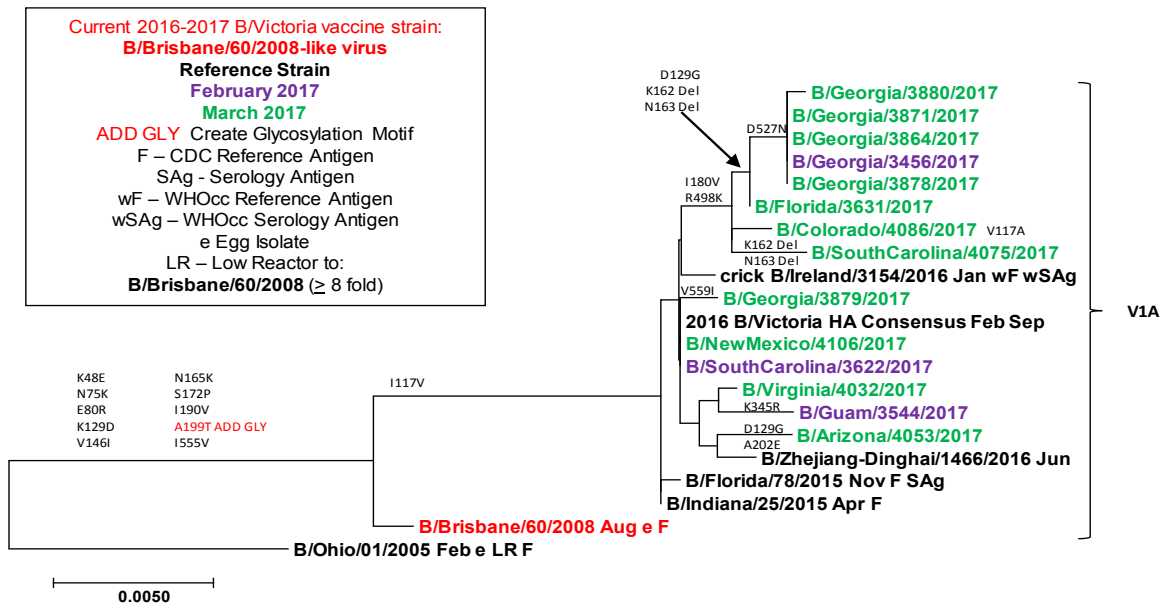 Current 2016-2017 B/Victoria vaccine strain:
B/Brisbane/60/2008-like virus
Reference Strain
February 2017
March 2017
ADD GLY Create Glycosylation Motif
F – CDC Reference Antigen
SAg - Serology Antigen
wF – WHOcc Reference Antigen
wSAg – WHOcc Serology Antigen
e Egg Isolate
LR – Low Reactor to:
B/Brisbane/60/2008 (≥ 8 fold)
D129G
K162 Del
N163 Del
D527N
B/Georgia/3880/2017
B/Georgia/3871/2017
B/Georgia/3864/2017
B/Georgia/3456/2017
B/Georgia/3878/2017
I180V
R498K
B/Florida/3631/2017
B/Colorado/4086/2017 V117A
K162 Del
N163 Del
B/SouthCarolina/4075/2017
crick B/Ireland/3154/2016 Jan wF wSAg
V559I
B/Georgia/3879/2017
2016 B/Victoria HA Consensus Feb Sep
B/NewMexico/4106/2017
B/SouthCarolina/3622/2017
B/Virginia/4032/2017
K345R
B/Guam/3544/2017
D129G
B/Arizona/4053/2017
A202E
B/Zhejiang-Dinghai/1466/2016 Jun
B/Florida/78/2015 Nov F SAg
B/Indiana/25/2015 Apr F
V1A
K48E N165K
N75K S172P
E80R I190V
K129D A199T ADD GLY
V146I I555V
I117V
B/Brisbane/60/2008 Aug e F
B/Ohio/01/2005 Feb e LR F
0.0050